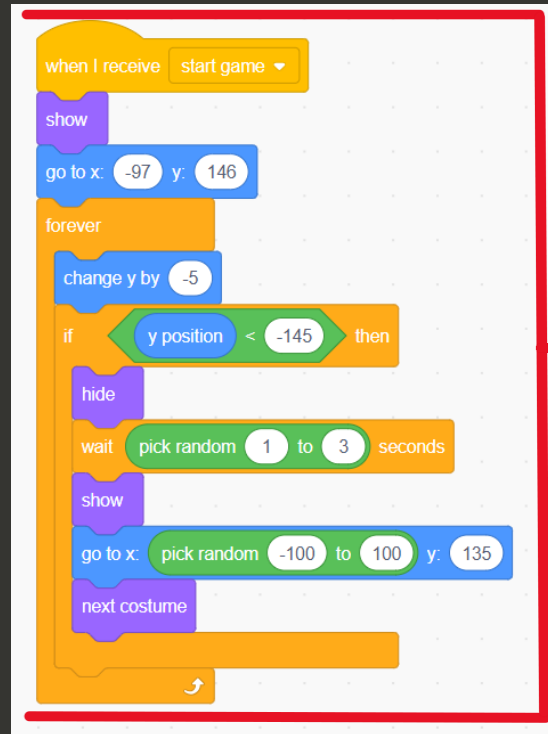 when I receive start game
show
go to x: -97 y: 146
forever
change y by -5
if y position < -145 then
hide
wait pick random 1 to 3 seconds
show
go to x: pick random -100 to 100 y: 135
next costume